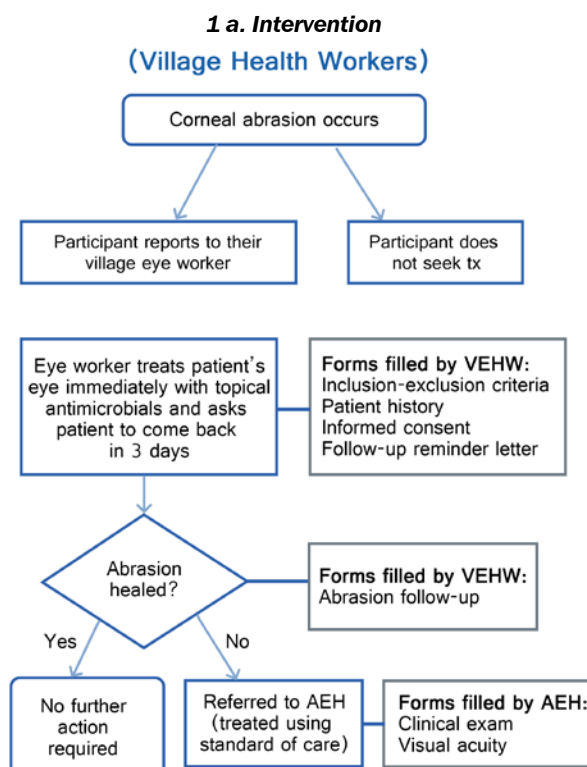 1 a. Intervention
(Village Health Workers)
Corneal abrasion occurs
Participant reports to their
village eye worker
Participant does
not seek tx
Eye worker treats patient's
eye immediately with topical
antimicrobials and asks
patient to come back
in 3 days
Forms filled by VEHW:
Inclusion-exclusion criteria
Patient history
Informed consent
Follow-up reminder letter
Abrasion
healed?
Forms filled by VEHW:
Abrasion follow-up
Yes
No
No further
action
required
Referred to AEH
(treated using
standard of care)
Forms filled by AEH:
Clinical exam
Visual acuity